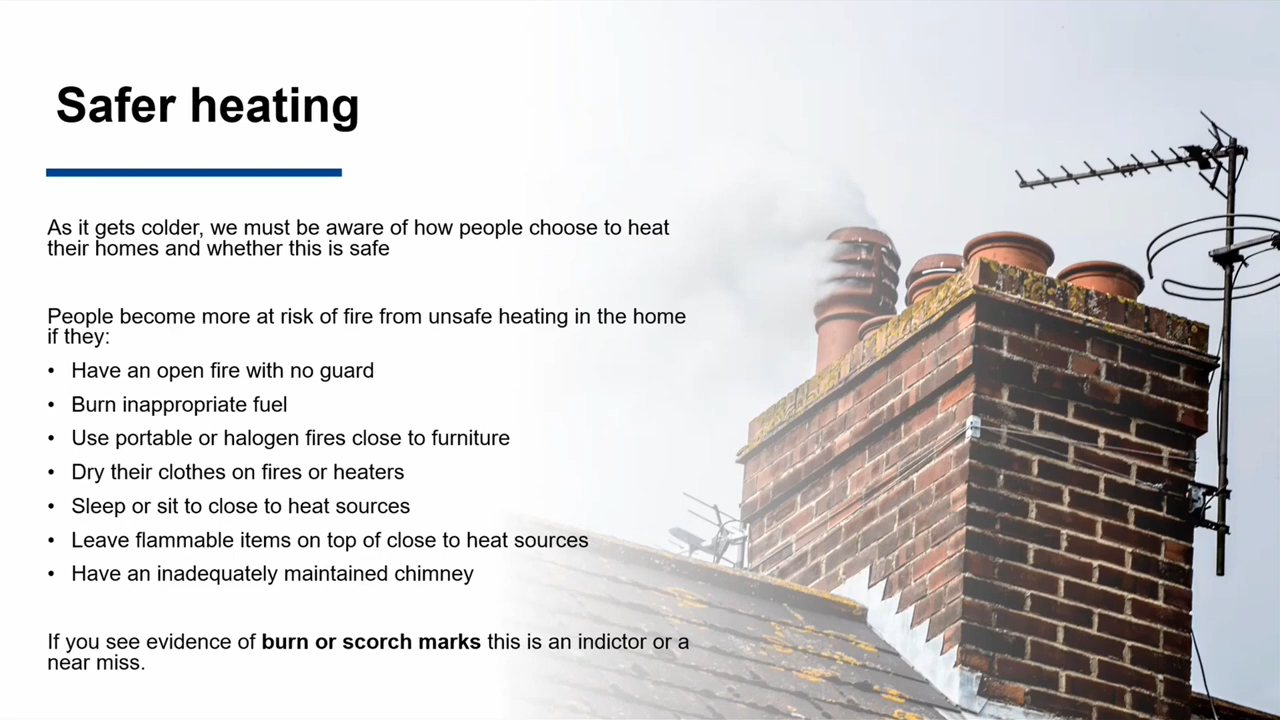 Safer heating
As it gets colder, we must be aware of how people choose to heat
their homes and whether this is safe
People become more at risk of fire from unsafe heating in the home
if they:
• Have an open fire with no guard
• Burn inappropriate fuel
• Use portable or halogen fires close to furniture
• Dry their clothes on fires or heaters
• Sleep or sit to close to heat sources
• Leave flammable items on top of close to heat sources
• Have an inadequately maintained chimney
If you see evidence of burn or scorch marks this is an indictor or a
near miss.